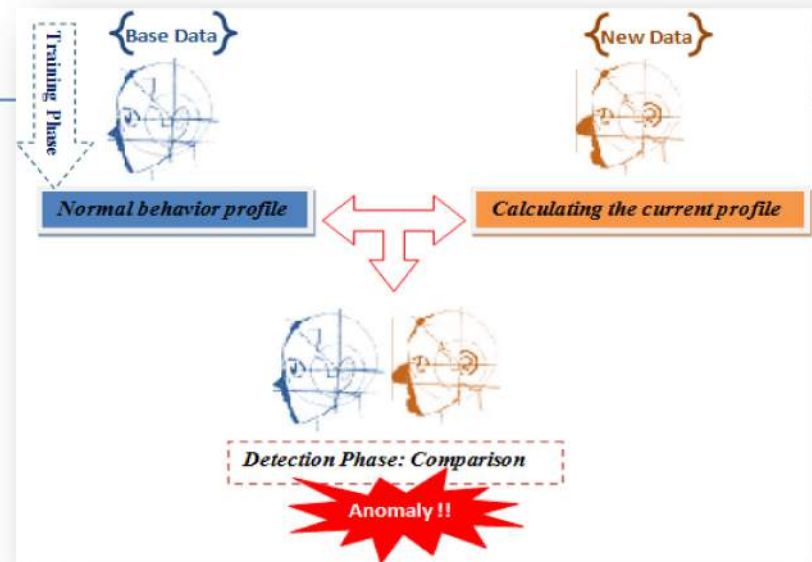 {Base Data}
{New Data}
Training Phase
Normal behavior profile
Calculating the current profile
Detection Phase: Comparison
Anomaly !!